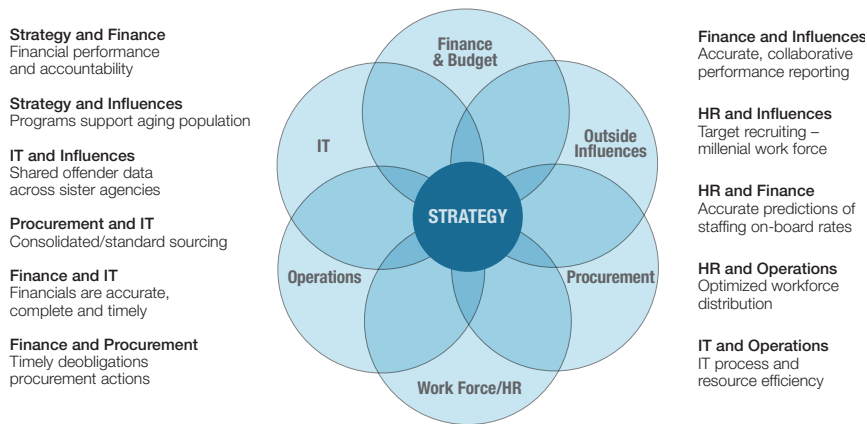 Strategy and Finance
Financial performance
and accountability
Strategy and Influences
Programs support aging population
IT and Influences
Shared offender data
across sister agencies
Procurement and IT
Consolidated/standard sourcing
Finance and IT
Financials are accurate,
complete and timely
Finance and Procurement
Timely deobligations
procurement actions
Finance
& Budget
IT
Outside
Influences
STRATEGY
Operations
Procurement
Work Force/HR
Finance and Influences
Accurate, collaborative
performance reporting
HR and Influences
Target recruiting –
millenial work force
HR and Finance
Accurate predictions of
staffing on-board rates
HR and Operations
Optimized workforce
distribution
IT and Operations
IT process and
resource efficiency